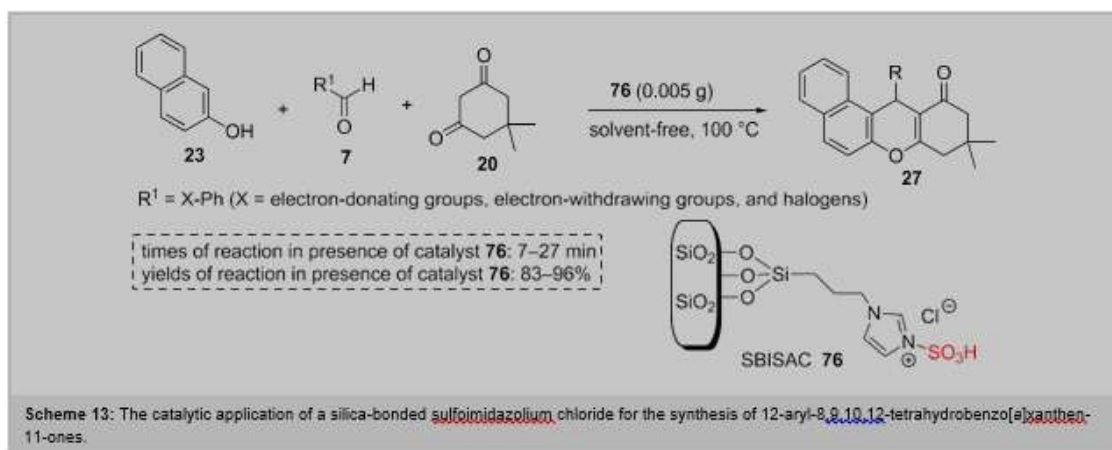 O
R¹
H
O
OH
O
O
+
+
76 (0.005 g)
solvent-free, 100 °C
R
O
O
23
7
20
27
R¹ = X-Ph (X = electron-donating groups, electron-withdrawing groups, and halogens)
times of reaction in presence of catalyst 76: 7–27 min
yields of reaction in presence of catalyst 76: 83–96%
SiO₂
O
O
Si
SiO₂
O
N
Cl⊖
N
⊕
SO₃H
SBISAC 76
Scheme 13: The catalytic application of a silica-bonded sulfoimidazolium chloride for the synthesis of 12-aryl-8,9,10,12-tetrahydrobenzo[a]xanthen-
11-ones.